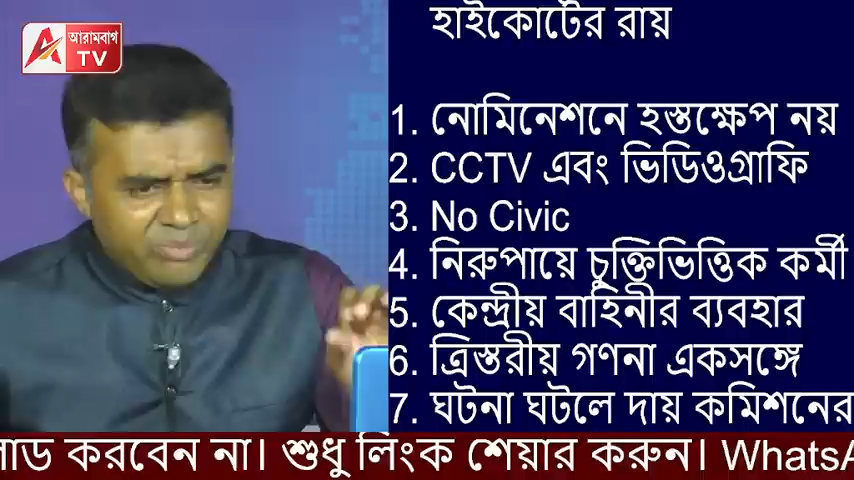 আরামবাগ
TV
হাইকোর্টের রায়
1. নোমিনেশনে হস্তক্ষেপ নয়
2. CCTV এবং ভিডিওগ্রাফি
3. No Civic
4. নিরুপায়ে চুক্তিভিত্তিক কর্মী
5. কেন্দ্রীয় বাহিনীর ব্যবহার
6. ত্রিস্তরীয় গণনা একসঙ্গে
7. ঘটনা ঘটলে দায় কমিশনের
করবেন না। শুধু লিংক শেয়ার করুন।